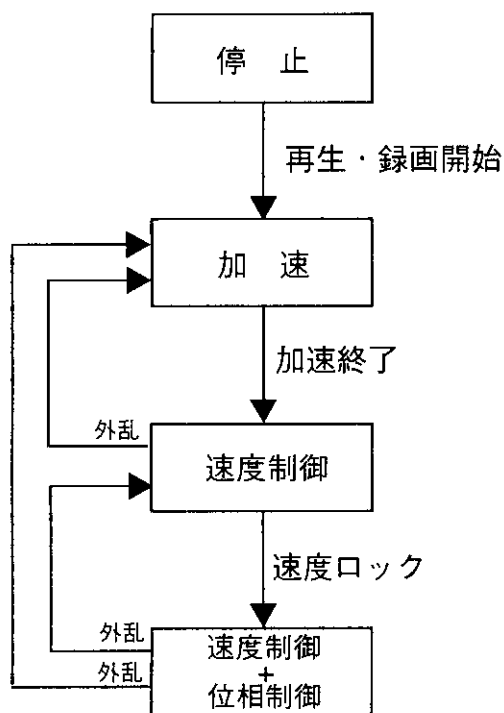 停 止
再生・録画開始
加 速
加速終了
外乱
速度制御
速度ロック
外乱
速度制御
外乱
+
位相制御